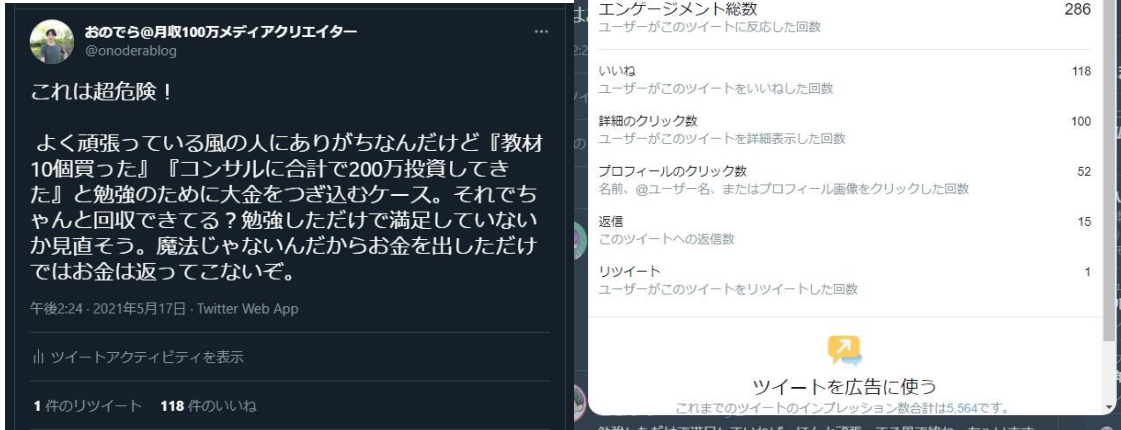 おのでら@月収100万メディアクリエイター
@onoderablog
これは超危険！
よく頑張っている風の人にありがちなんだけど『教材
10個買った』『コンサルに合計で200万投資してき
た』と勉強のために大金をつぎ込むケース。それでち
ゃんと回収できてる？勉強しただけで満足していない
か見直そう。魔法じゃないんだからお金を出しただけ
ではお金は返ってこないぞ。
午後2:24 · 2021年5月17日 · Twitter Web App
ツイートアクティビティを表示
1 件のリツイート 118 件のいいね
エンゲージメント総数 286
ユーザーがこのツイートに反応した回数
いいね 118
ユーザーがこのツイートをいいねした回数
詳細のクリック数 100
ユーザーがこのツイートを詳細表示した回数
プロフィールのクリック数 52
名前、@ユーザー名、またはプロフィール画像をクリックした回数
返信 15
このツイートへの返信数
リツイート 1
ユーザーがこのツイートをリツイートした回数
ツイートを広告に使う
これまでのツイートのインプレッション数合計は5,564です。